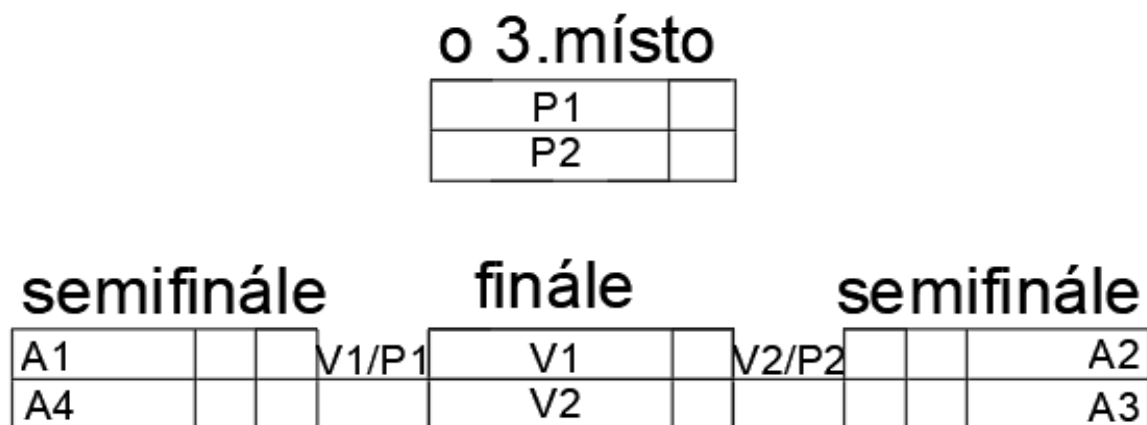 o 3.místo
P1
P2
semifinále finále semifinále
A1 V1/P1 V1 V2/P2 A2
A4 V2 A3